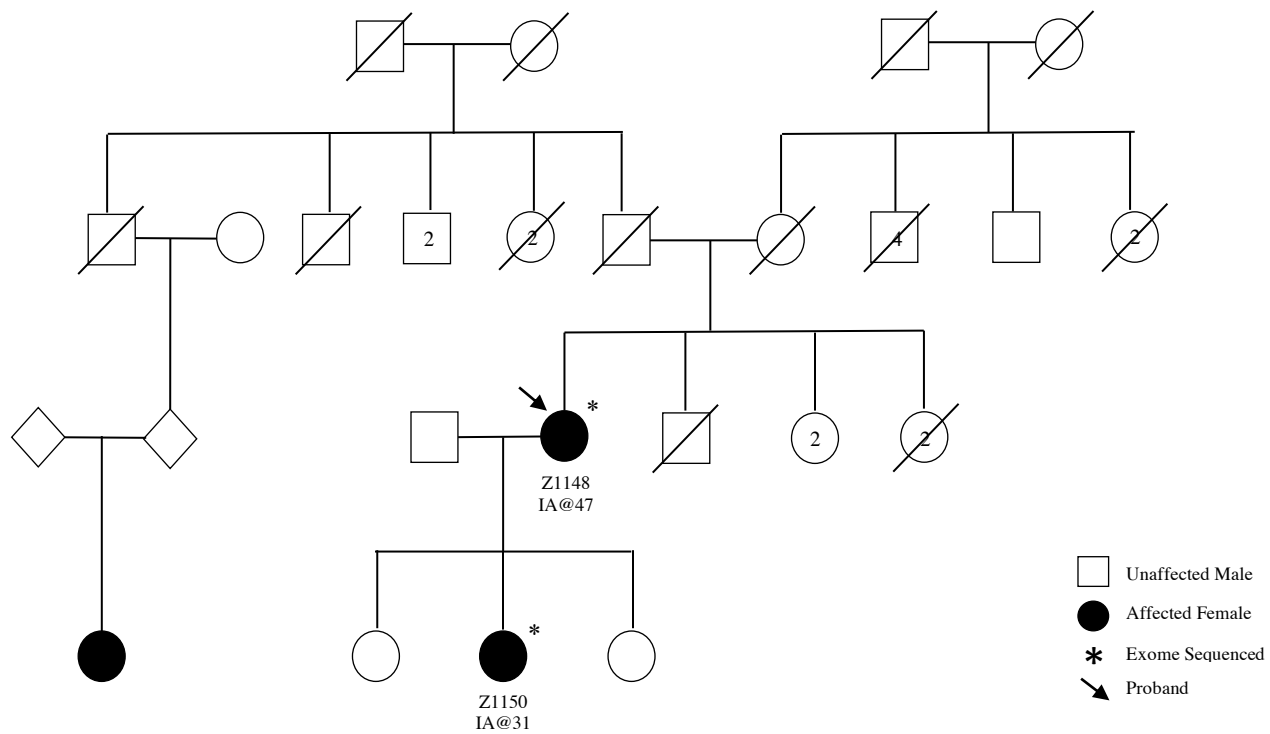 2
2
4
2
*
2
2
Z1148
IA@47
Unaffected Male
Affected Female
* Exome Sequenced
Proband
*
Z1150
IA@31